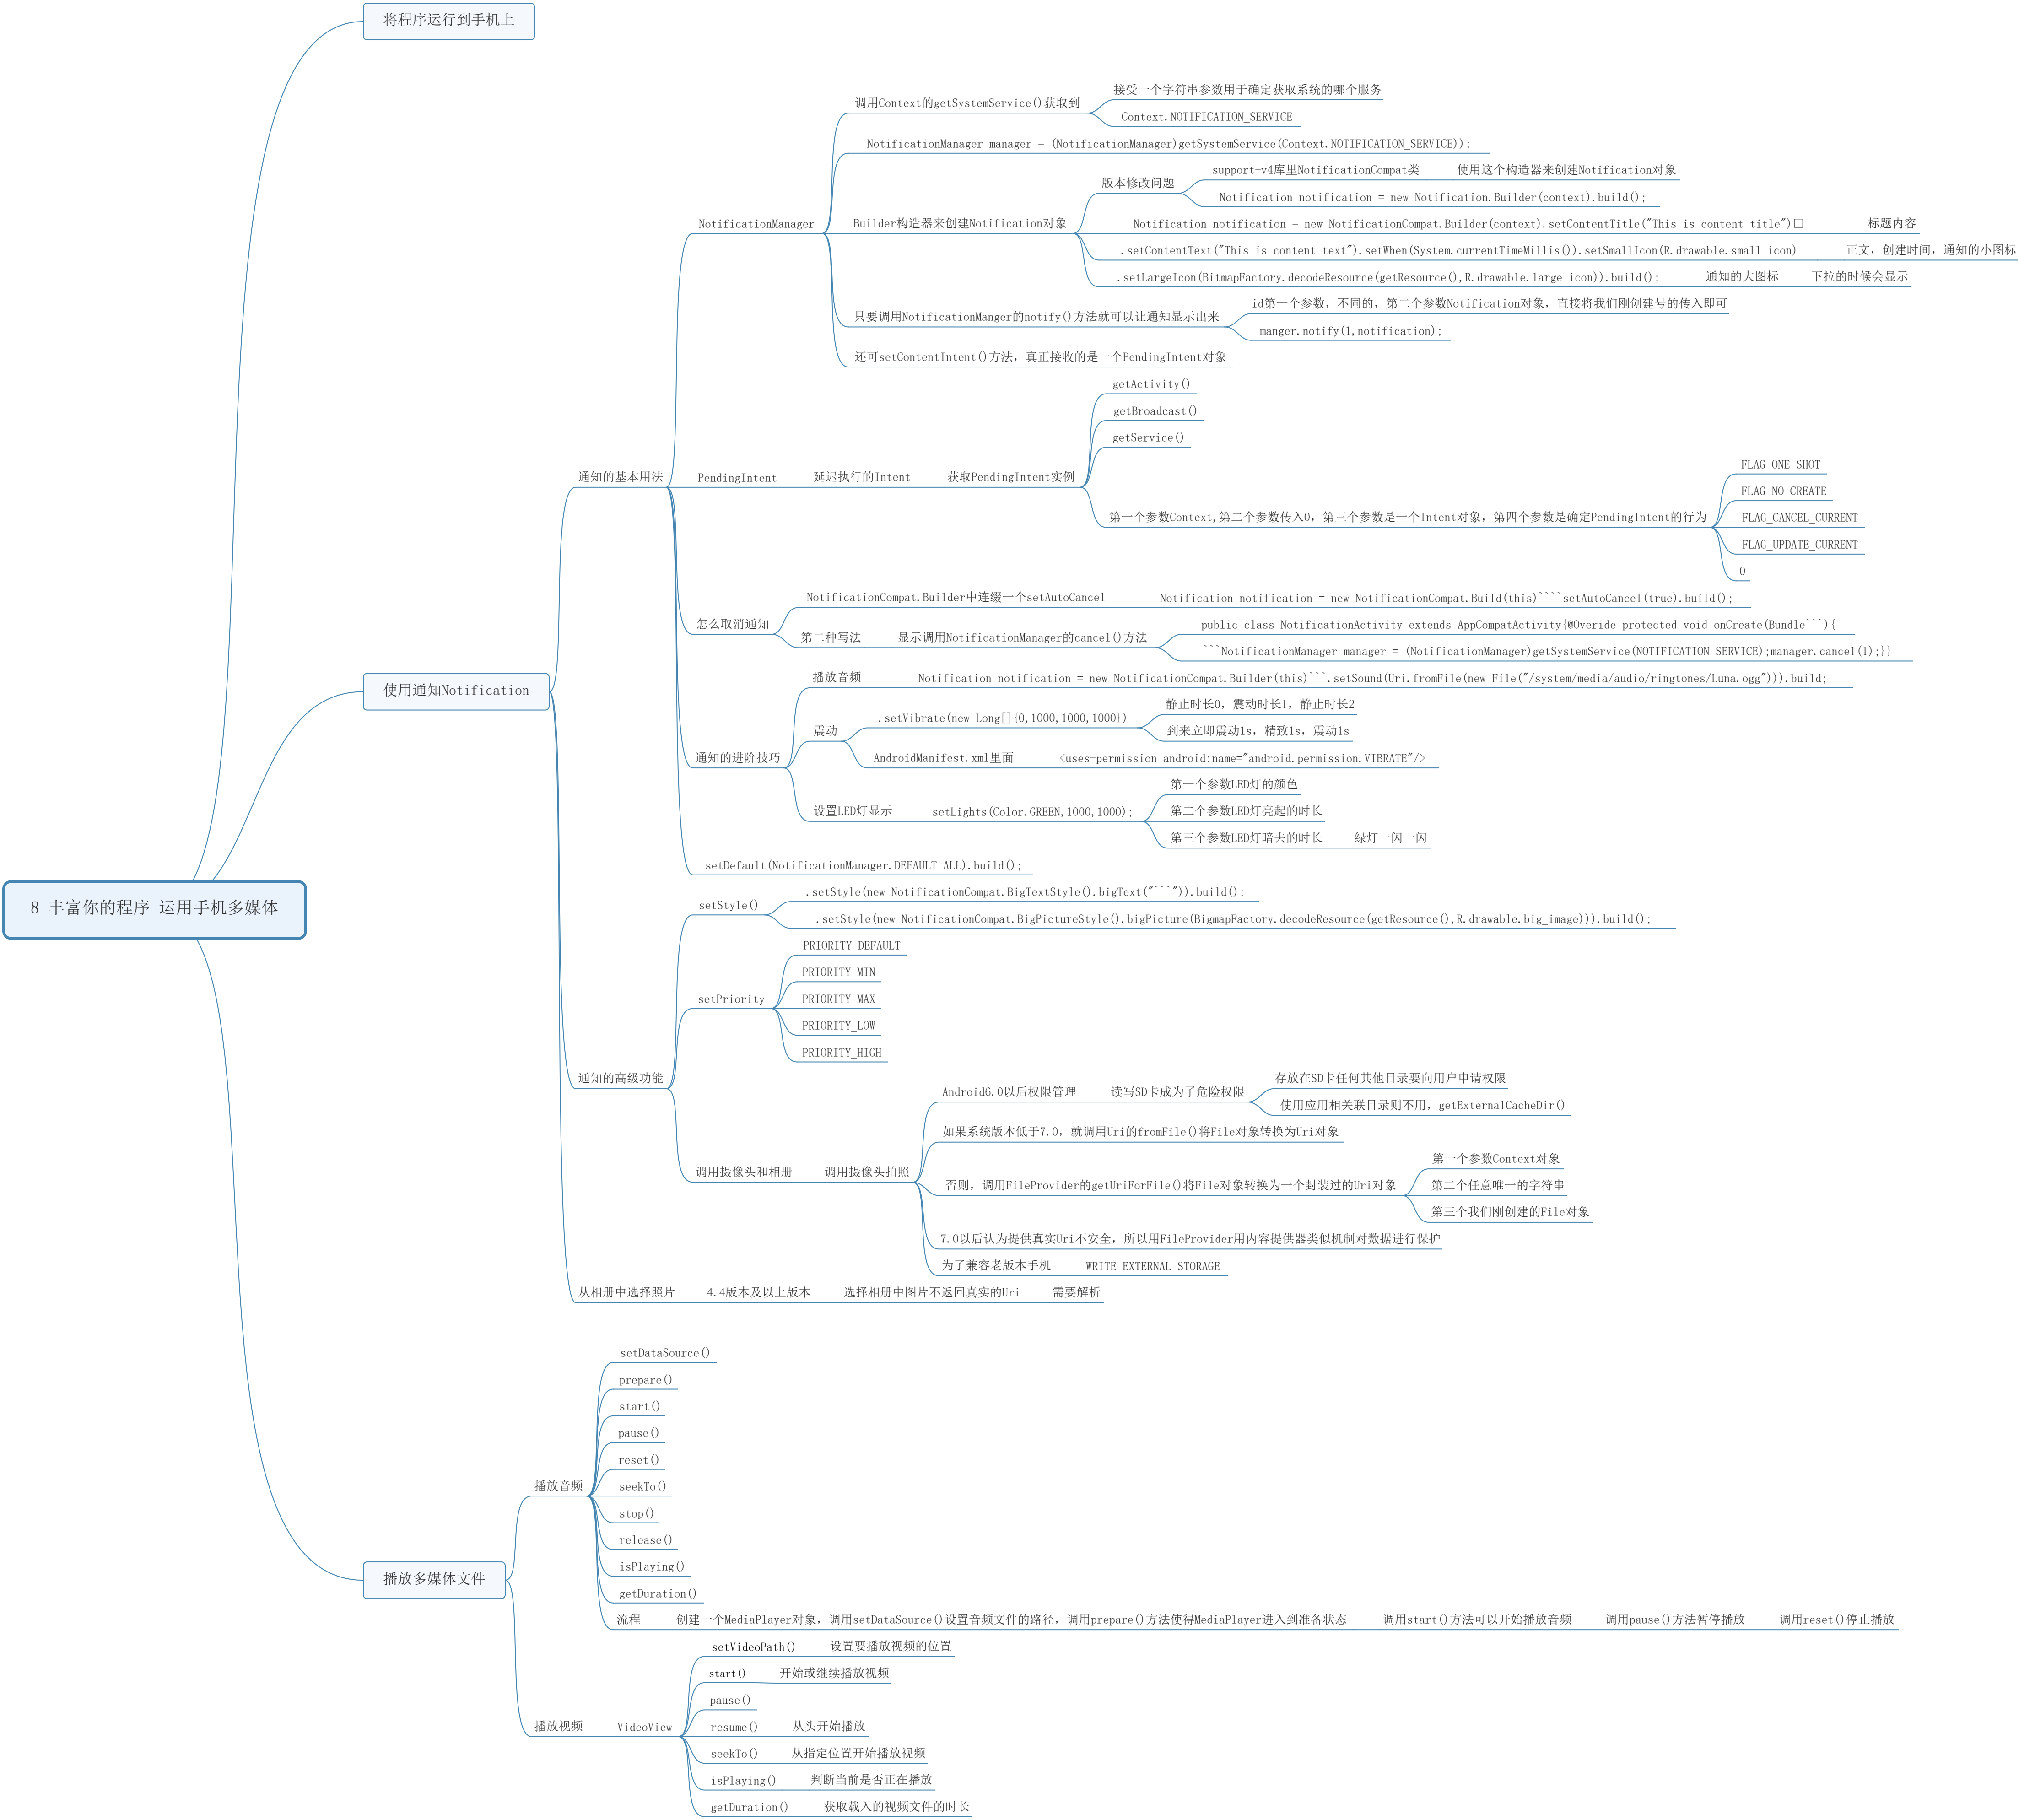 将程序运行到手机上
接受一个字符串参数用于确定获取系统的哪个服务
调用Context的getSystemService()获取到
Context.NOTIFICATION_SERVICE
NotificationManager manager = (NotificationManager)getSystemService(Context.NOTIFICATION_SERVICE));
support-v4库里NotificationCompat类 使用这个构造器来创建Notification对象
版本修改问题
Notification notification = new Notification.Builder(context).build();
NotificationManager
Builder构造器来创建Notification对象
Notification notification = new NotificationCompat.Builder(context).setContentTitle("This is content title")□ 标题内容
.setContentText("This is content text").setWhen(System.currentTimeMillis()).setSmallIcon(R.drawable.small_icon) 正文，创建时间，通知的小图标
.setLargeIcon(BitmapFactory.decodeResource(getResource(),R.drawable.large_icon)).build(); 通知的大图标 下拉的时候会显示
id第一个参数，不同的，第二个参数Notification对象，直接将我们刚创建号的传入即可
只要调用NotificationManger的notify()方法就可以让通知显示出来
manger.notify(1,notification);
还可setContentIntent()方法，真正接收的是一个PendingIntent对象
getActivity()
getBroadcast()
getService()
通知的基本用法
PendingIntent 延迟执行的Intent 获取PendingIntent实例
FLAG_ONE_SHOT
FLAG_NO_CREATE
第一个参数Context,第二个参数传入0，第三个参数是一个Intent对象，第四个参数是确定PendingIntent的行为
FLAG_CANCEL_CURRENT
FLAG_UPDATE_CURRENT
0
NotificationCompat.Builder中连缀一个setAutoCancel Notification notification = new NotificationCompat.Build(this)````setAutoCancel(true).build();
怎么取消通知
public class NotificationActivity extends AppCompatActivity{@Overide protected void onCreate(Bundle```){
第二种写法 显示调用NotificationManager的cancel()方法
```NotificationManager manager = (NotificationManager)getSystemService(NOTIFICATION_SERVICE);manager.cancel(1);}}
播放音频 Notification notification = new NotificationCompat.Builder(this)```.setSound(Uri.fromFile(new File("/system/media/audio/ringtones/Luna.ogg"))).build;
使用通知Notification
静止时长0，震动时长1，静止时长2
.setVibrate(new Long[]{0,1000,1000,1000})
震动
到来立即震动1s，精致1s，震动1s
通知的进阶技巧
AndroidManifest.xml里面 <uses-permission android:name="android.permission.VIBRATE"/>
第一个参数LED灯的颜色
设置LED灯显示 setLights(Color.GREEN,1000,1000);
第二个参数LED灯亮起的时长
第三个参数LED灯暗去的时长 绿灯一闪一闪
setDefault(NotificationManager.DEFAULT_ALL).build();
8 丰富你的程序-运用手机多媒体
.setStyle(new NotificationCompat.BigTextStyle().bigText("```")).build();
setStyle()
.setStyle(new NotificationCompat.BigPictureStyle().bigPicture(BigmapFactory.decodeResource(getResource(),R.drawable.big_image))).build();
PRIORITY_DEFAULT
PRIORITY_MIN
setPriority
PRIORITY_MAX
PRIORITY_LOW
PRIORITY_HIGH
通知的高级功能
存放在SD卡任何其他目录要向用户申请权限
Android6.0以后权限管理 读写SD卡成为了危险权限
使用应用相关联目录则不用，getExternalCacheDir()
如果系统版本低于7.0，就调用Uri的fromFile()将File对象转换为Uri对象
调用摄像头和相册 调用摄像头拍照
第一个参数Context对象
否则，调用FileProvider的getUriForFile()将File对象转换为一个封装过的Uri对象
第二个任意唯一的字符串
第三个我们刚创建的File对象
7.0以后认为提供真实Uri不安全，所以用FileProvider用内容提供器类似机制对数据进行保护
为了兼容老版本手机 WRITE_EXTERNAL_STORAGE
从相册中选择照片 4.4版本及以上版本 选择相册中图片不返回真实的Uri 需要解析
setDataSource()
prepare()
start()
pause()
reset()
播放音频
seekTo()
stop()
release()
isPlaying()
播放多媒体文件
getDuration()
流程 创建一个MediaPlayer对象，调用setDataSource()设置音频文件的路径，调用prepare()方法使得MediaPlayer进入到准备状态 调用start()方法可以开始播放音频 调用pause()方法暂停播放 调用reset()停止播放
setVideoPath() 设置要播放视频的位置
start() 开始或继续播放视频
pause()
播放视频 VideoView
resume() 从头开始播放
seekTo() 从指定位置开始播放视频
isPlaying() 判断当前是否正在播放
getDuration() 获取载入的视频文件的时长